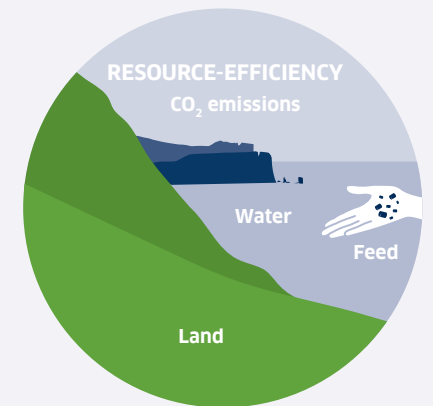 RESOURCE-EFFICIENCY
CO₂ emissions
Water
Feed
Land